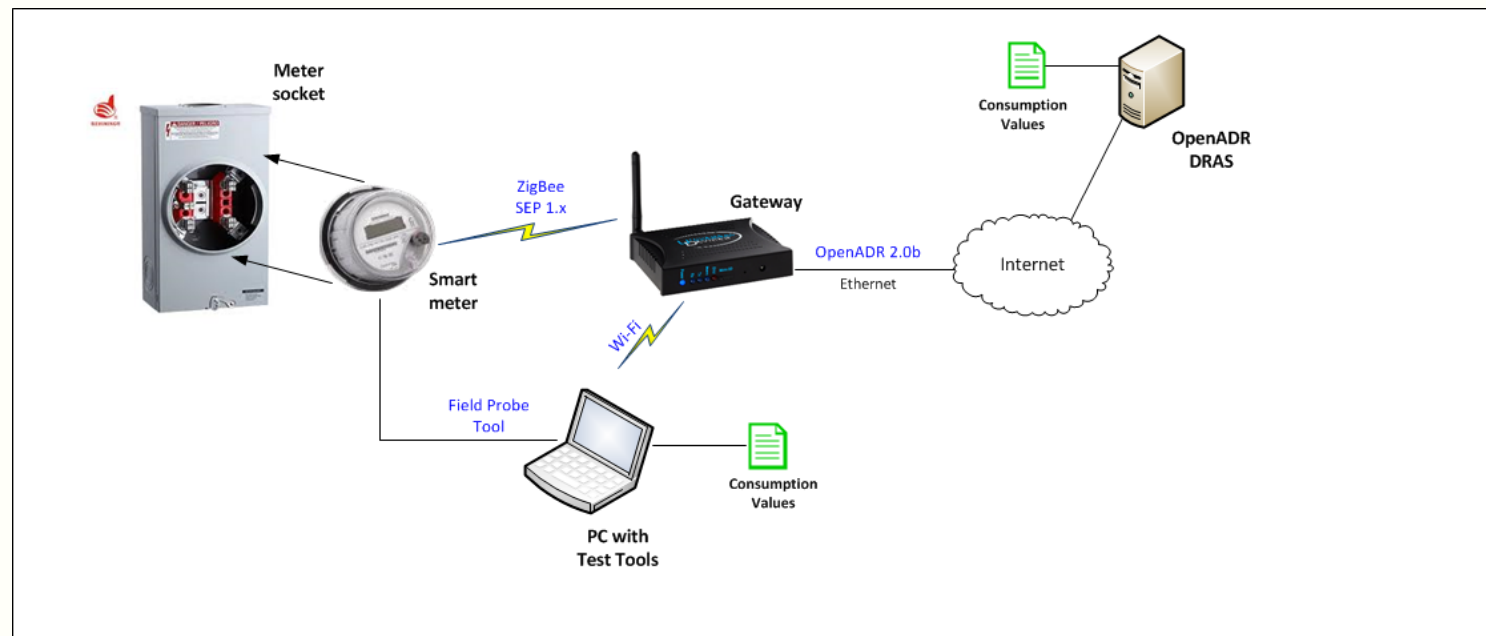 Meter
socket
DANGER
Smart
meter
ZigBee
SEP 1.x
Gateway
OpenADR 2.0b
Ethernet
Internet
Consumption
Values
OpenADR
DRAS
Wi-Fi
Field Probe
Tool
Consumption
Values
PC with
Test Tools